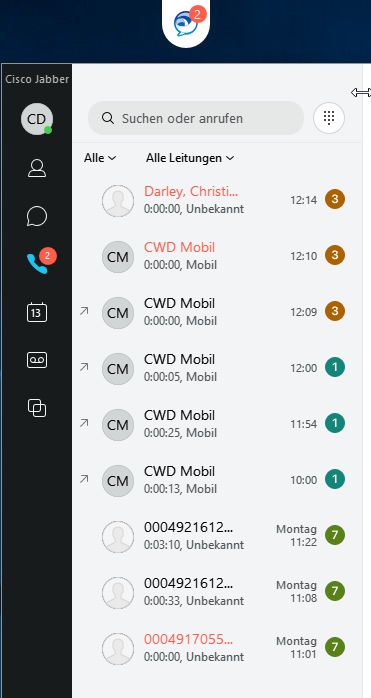 2
Cisco Jabber
CD
Suchen oder anrufen
Alle
Alle Leitungen
Darley, Christi...
0:00:00, Unbekannt
12:14
3
CM
CWD Mobil
0:00:00, Mobil
12:10
3
2
13
CM
CWD Mobil
0:00:00, Mobil
12:09
3
CM
CWD Mobil
0:00:05, Mobil
12:00
1
CM
CWD Mobil
0:00:25, Mobil
11:54
1
CM
CWD Mobil
0:00:13, Mobil
10:00
1
0004921612...
0:03:10, Unbekannt
Montag
11:22
7
0004921612...
0:00:33, Unbekannt
Montag
11:08
7
0004917055...
0:00:00, Unbekannt
Montag
11:01
7